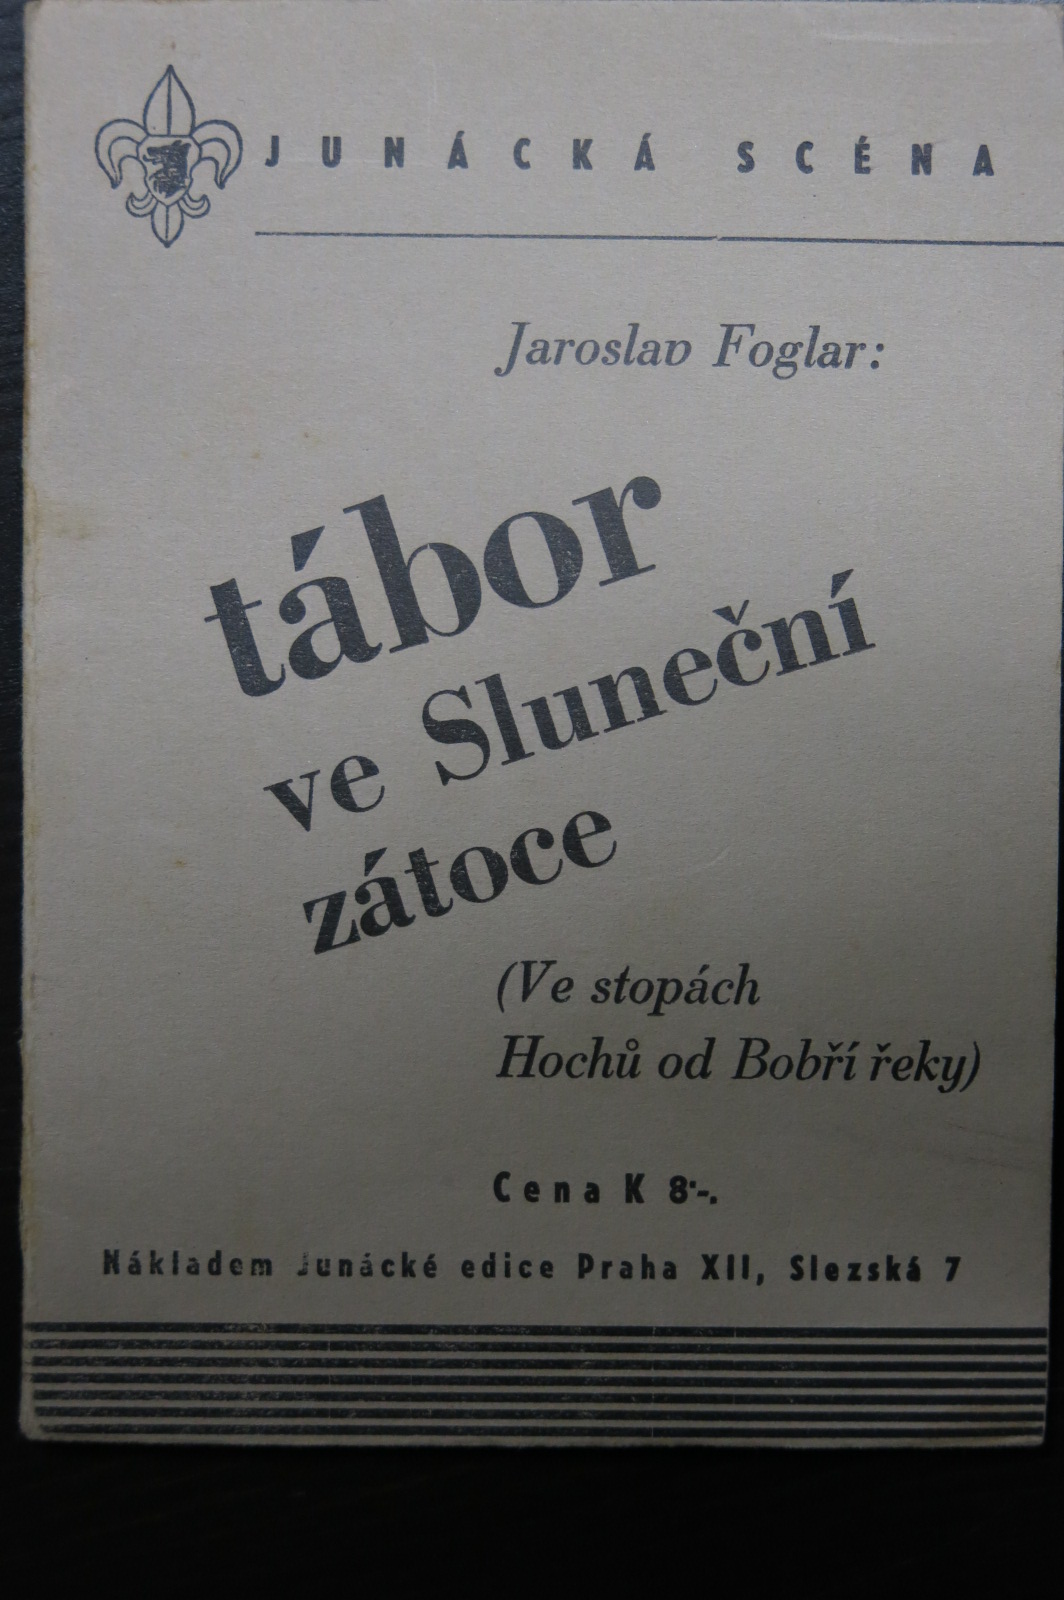 JUNÁCKÁ SCÉNA
Jaroslav Foglar:
tábor
ve Sluneční
zátoce
(Ve stopách
Hochů od Bobří řeky)
Cena K 8·-.
Nákladem Junácké edice Praha XII, Slezská 7